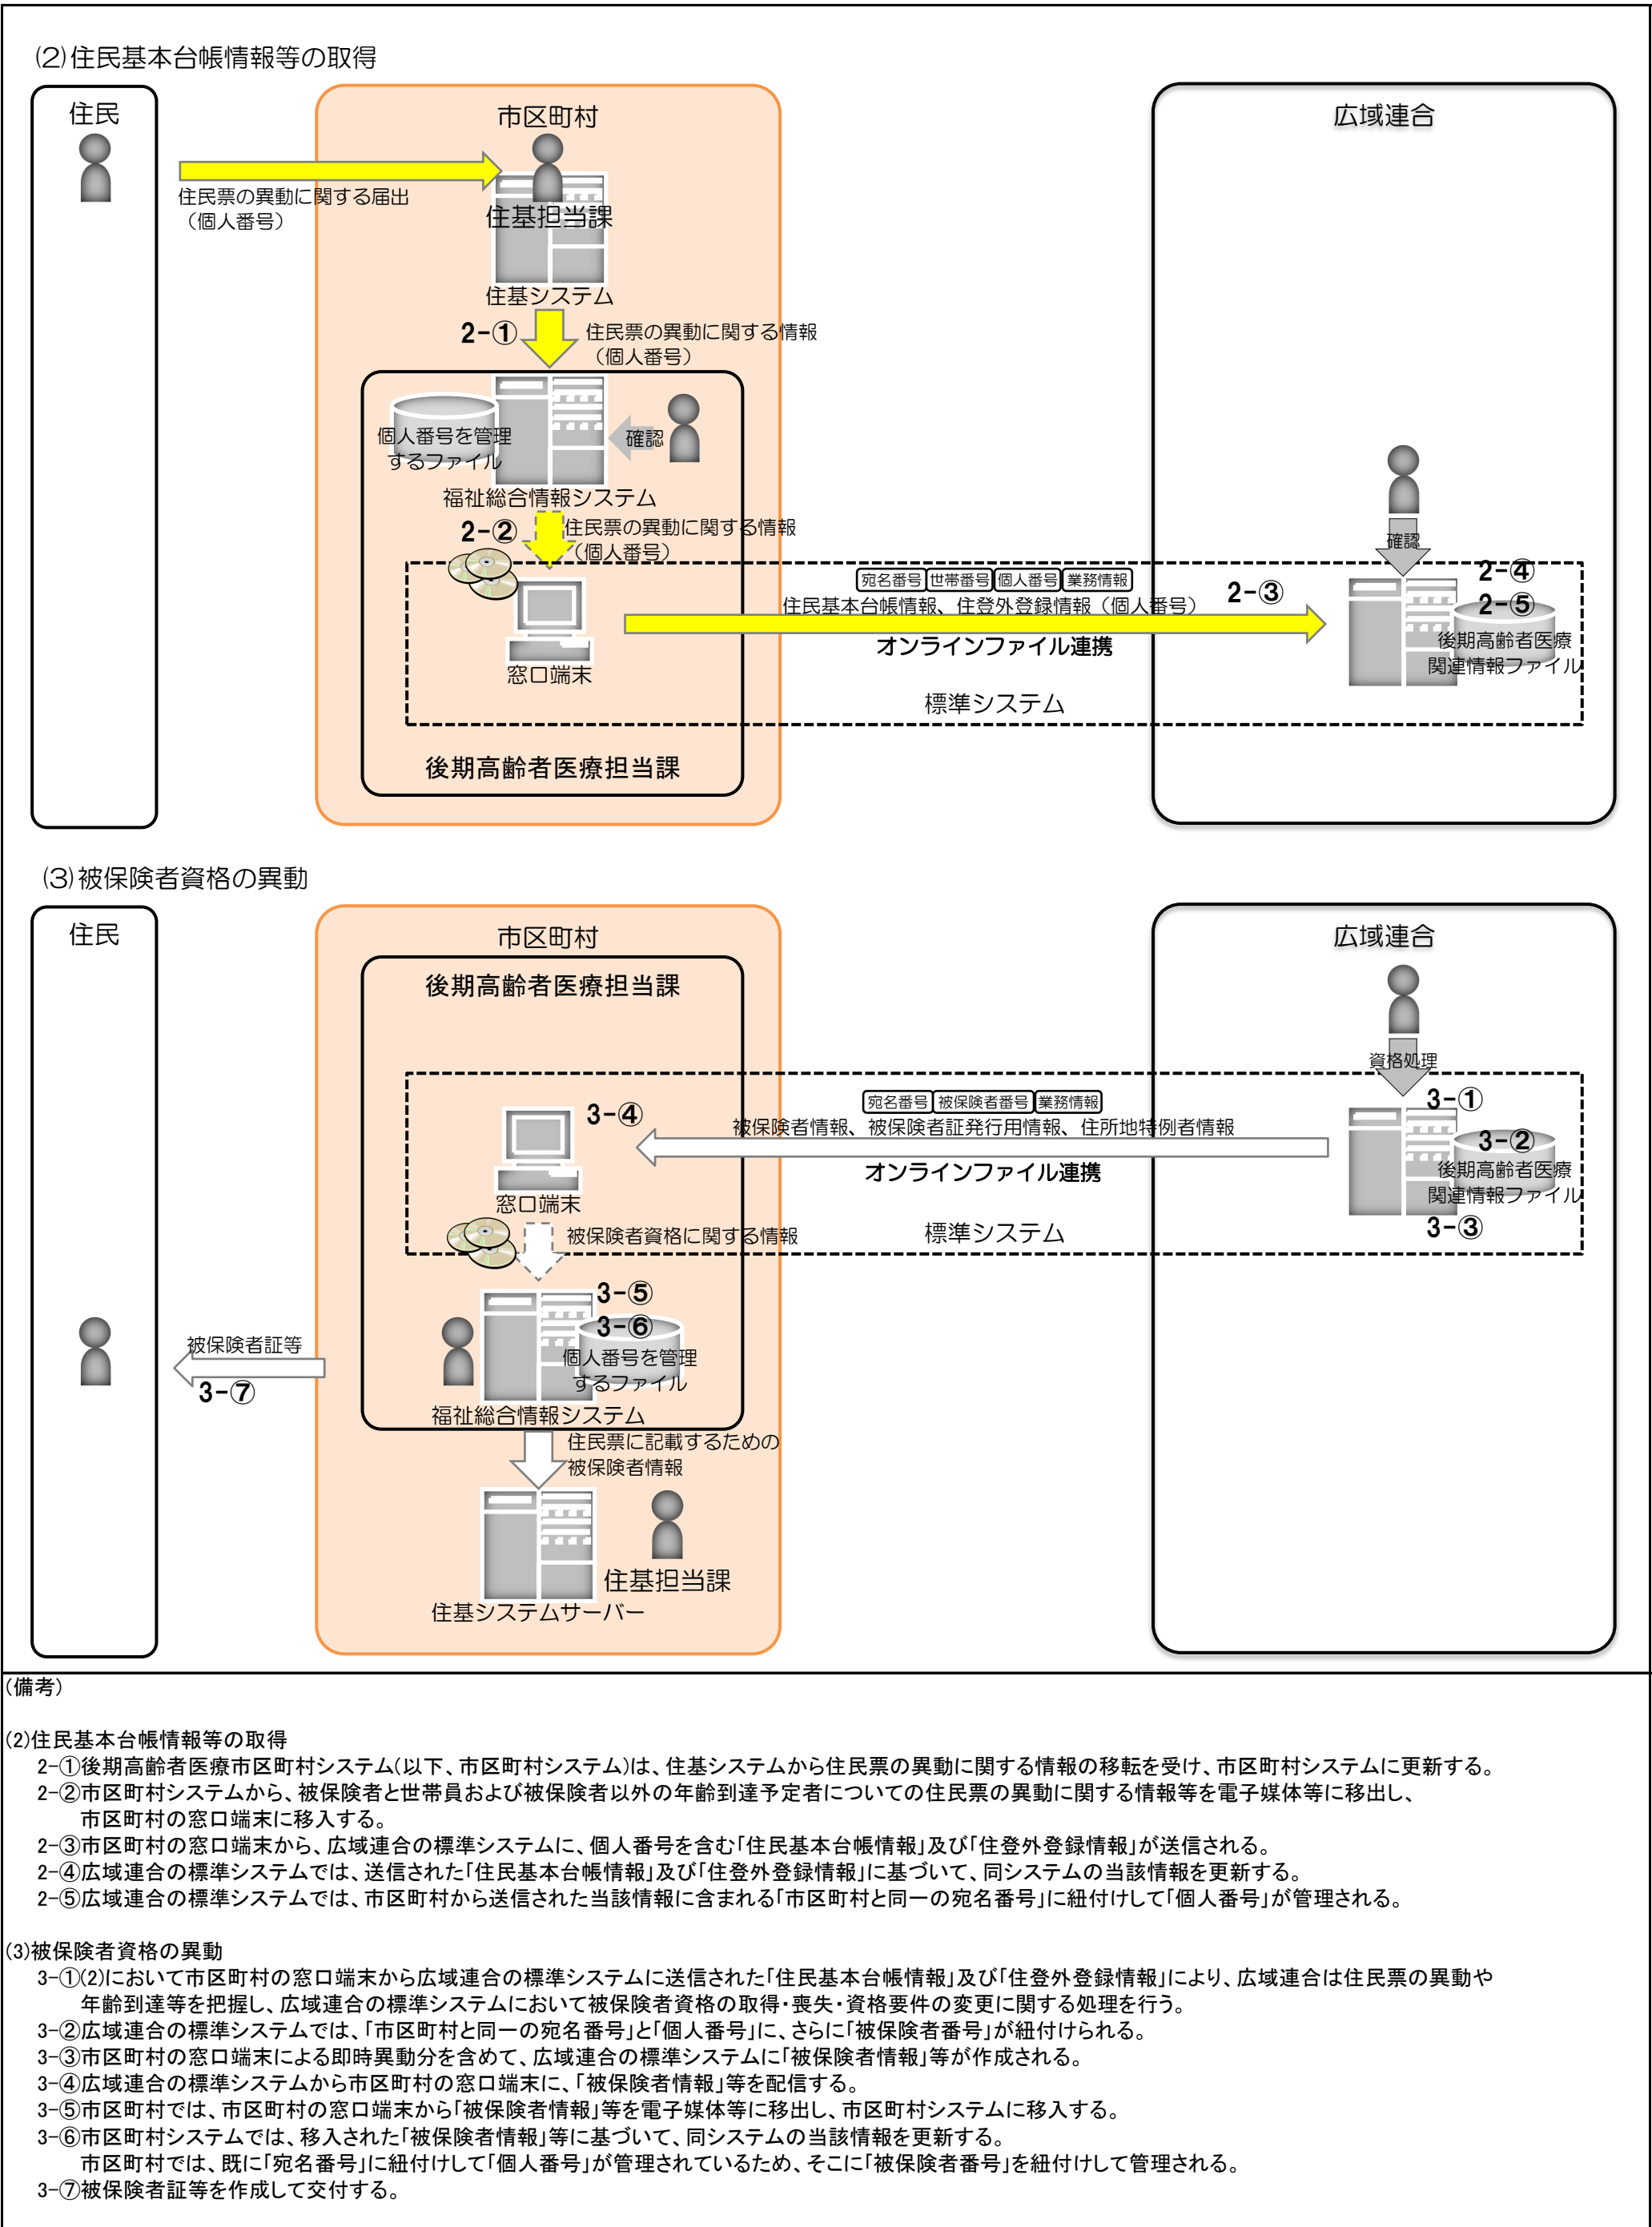 (2)住民基本台帳情報等の取得
住民
市区町村
広域連合
住民票の異動に関する届出
（個人番号）
住基担当課
住基システム
2-①
住民票の異動に関する情報
（個人番号）
個人番号を管理
するファイル
確認
福祉総合情報システム
2-②
住民票の異動に関する情報
（個人番号）
確認
宛名番号 世帯番号 個人番号 業務情報
住民基本台帳情報、住登外登録情報（個人番号）
2-③
オンラインファイル連携
2-④
2-⑤
後期高齢者医療
関連情報ファイル
窓口端末
標準システム
後期高齢者医療担当課
(3)被保険者資格の異動
住民
市区町村
広域連合
後期高齢者医療担当課
資格処理
3-①
3-④
宛名番号 被保険者番号 業務情報
被保険者情報、被保険者証発行用情報、住所地特例者情報
オンラインファイル連携
3-②
後期高齢者医療
関連情報ファイル
3-③
窓口端末
被保険者資格に関する情報
標準システム
3-⑤
3-⑥
個人番号を管理
するファイル
被保険者証等
3-⑦
福祉総合情報システム
住民票に記載するための
被保険者情報
住基担当課
住基システムサーバー
(備考)
(2)住民基本台帳情報等の取得
2-①後期高齢者医療市区町村システム(以下、市区町村システム)は、住基システムから住民票の異動に関する情報の移転を受け、市区町村システムに更新する。
2-②市区町村システムから、被保険者と世帯員および被保険者以外の年齢到達予定者についての住民票の異動に関する情報等を電子媒体等に移出し、
市区町村の窓口端末に移入する。
2-③市区町村の窓口端末から、広域連合の標準システムに、個人番号を含む「住民基本台帳情報」及び「住登外登録情報」が送信される。
2-④広域連合の標準システムでは、送信された「住民基本台帳情報」及び「住登外登録情報」に基づいて、同システムの当該情報を更新する。
2-⑤広域連合の標準システムでは、市区町村から送信された当該情報に含まれる「市区町村と同一の宛名番号」に紐付けして「個人番号」が管理される。
(3)被保険者資格の異動
3-①(2)において市区町村の窓口端末から広域連合の標準システムに送信された「住民基本台帳情報」及び「住登外登録情報」により、広域連合は住民票の異動や
年齢到達等を把握し、広域連合の標準システムにおいて被保険者資格の取得・喪失・資格要件の変更に関する処理を行う。
3-②広域連合の標準システムでは、「市区町村と同一の宛名番号」と「個人番号」に、さらに「被保険者番号」が紐付けられる。
3-③市区町村の窓口端末による即時異動分を含めて、広域連合の標準システムに「被保険者情報」等が作成される。
3-④広域連合の標準システムから市区町村の窓口端末に、「被保険者情報」等を配信する。
3-⑤市区町村では、市区町村の窓口端末から「被保険者情報」等を電子媒体等に移出し、市区町村システムに移入する。
3-⑥市区町村システムでは、移入された「被保険者情報」等に基づいて、同システムの当該情報を更新する。
市区町村では、既に「宛名番号」に紐付けして「個人番号」が管理されているため、そこに「被保険者番号」を紐付けして管理される。
3-⑦被保険者証等を作成して交付する。